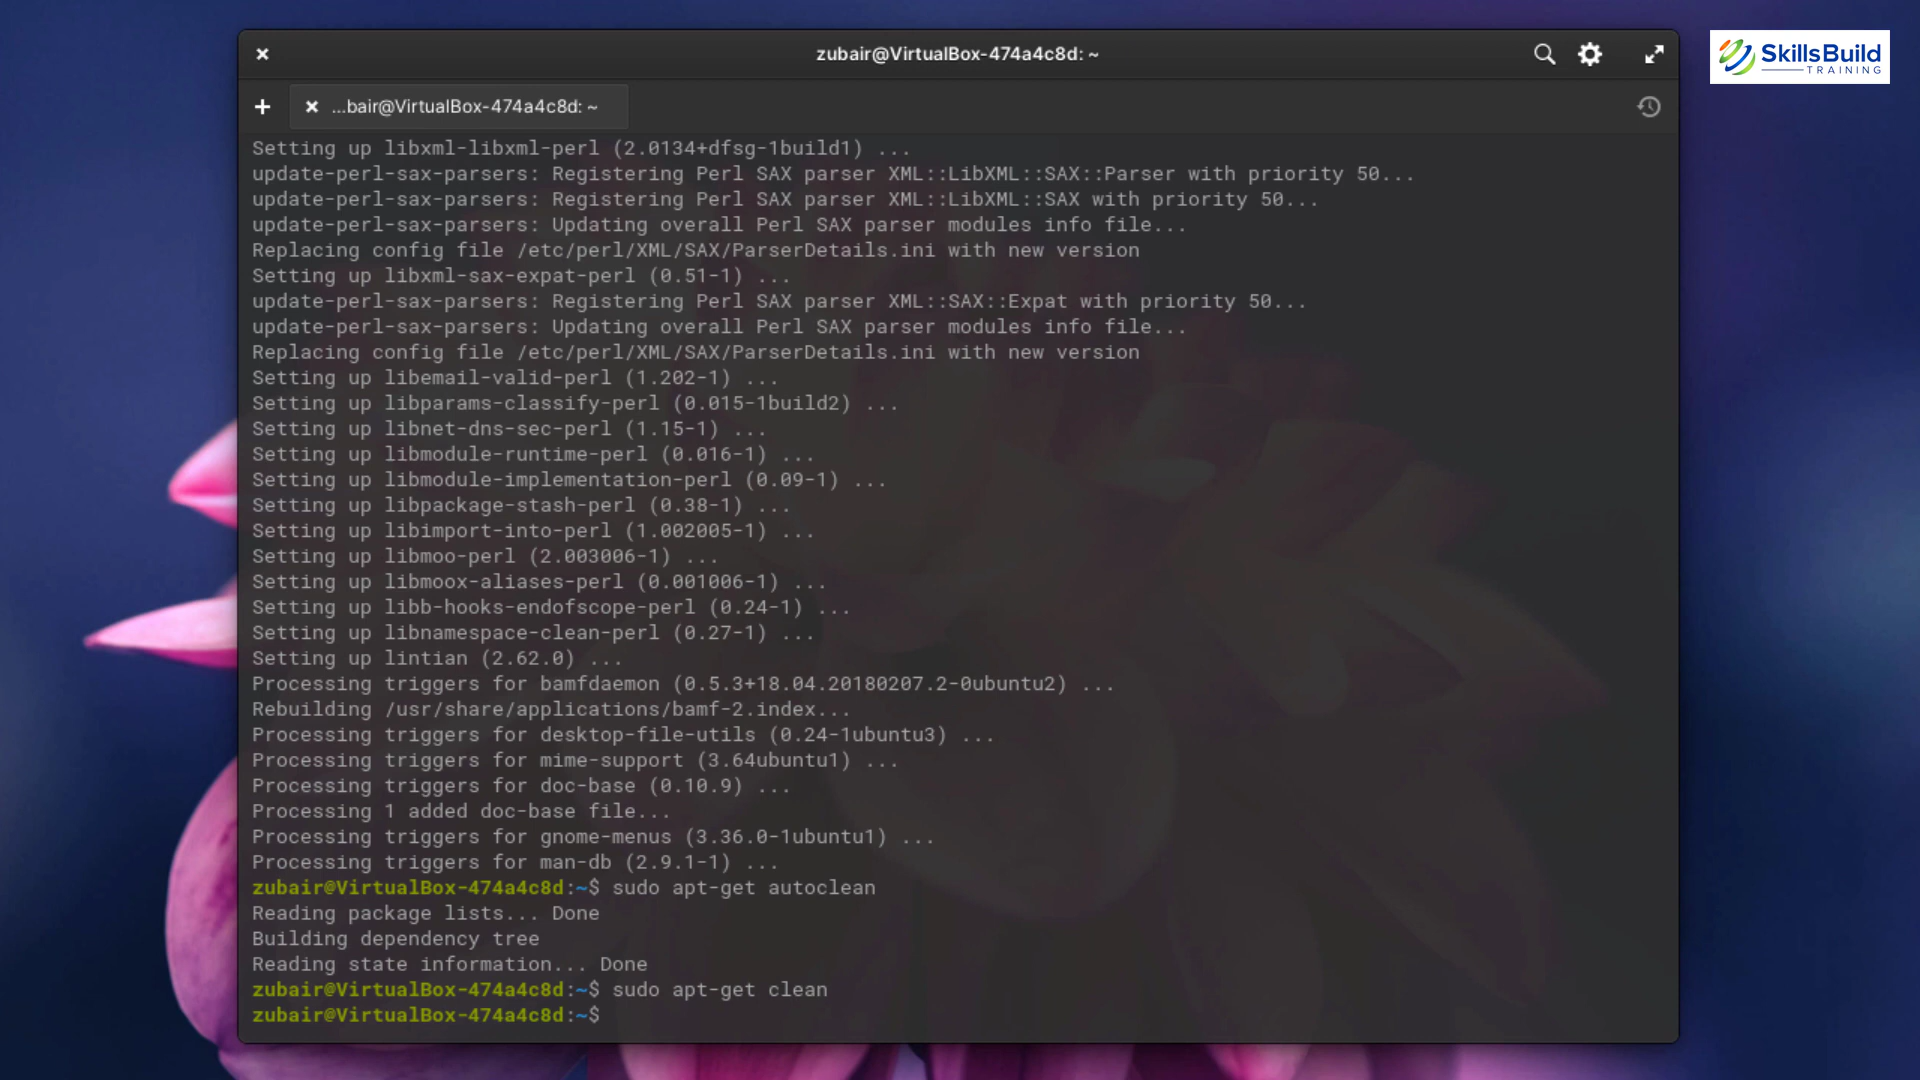 zubair@VirtualBox-474a4c8d: ~
SkillsBuild
TRAINING
...bair@VirtualBox-474a4c8d: ~
Setting up libxml-libxml-perl (2.0134+dfsg-1build1) ...
update-perl-sax-parsers: Registering Perl SAX parser XML::LibXML::SAX::Parser with priority 50...
update-perl-sax-parsers: Registering Perl SAX parser XML::LibXML::SAX with priority 50...
update-perl-sax-parsers: Updating overall Perl SAX parser modules info file...
Replacing config file /etc/perl/XML/SAX/ParserDetails.ini with new version
Setting up libxml-sax-expat-perl (0.51-1) ...
update-perl-sax-parsers: Registering Perl SAX parser XML::SAX::Expat with priority 50...
update-perl-sax-parsers: Updating overall Perl SAX parser modules info file...
Replacing config file /etc/perl/XML/SAX/ParserDetails.ini with new version
Setting up libemail-valid-perl (1.202-1) ...
Setting up libparams-classify-perl (0.015-1build2) ...
Setting up libnet-dns-sec-perl (1.15-1) ...
Setting up libmodule-runtime-perl (0.016-1) ...
Setting up libmodule-implementation-perl (0.09-1) ...
Setting up libpackage-stash-perl (0.38-1) ...
Setting up libimport-into-perl (1.002005-1) ...
Setting up libmoo-perl (2.003006-1) ...
Setting up libmoox-aliases-perl (0.001006-1) ...
Setting up libb-hooks-endofscope-perl (0.24-1) ...
Setting up libnamespace-clean-perl (0.27-1) ...
Setting up lintian (2.62.0) ...
Processing triggers for bamfdaemon (0.5.3+18.04.20180207.2-0ubuntu2) ...
Rebuilding /usr/share/applications/bamf-2.index...
Processing triggers for desktop-file-utils (0.24-1ubuntu3) ...
Processing triggers for mime-support (3.64ubuntu1) ...
Processing triggers for doc-base (0.10.9) ...
Processing 1 added doc-base file...
Processing triggers for gnome-menus (3.36.0-1ubuntu1) ...
Processing triggers for man-db (2.9.1-1) ...
zubair@VirtualBox-474a4c8d:~$ sudo apt-get autoclean
Reading package lists... Done
Building dependency tree
Reading state information... Done
zubair@VirtualBox-474a4c8d:~$ sudo apt-get clean
zubair@VirtualBox-474a4c8d:~$